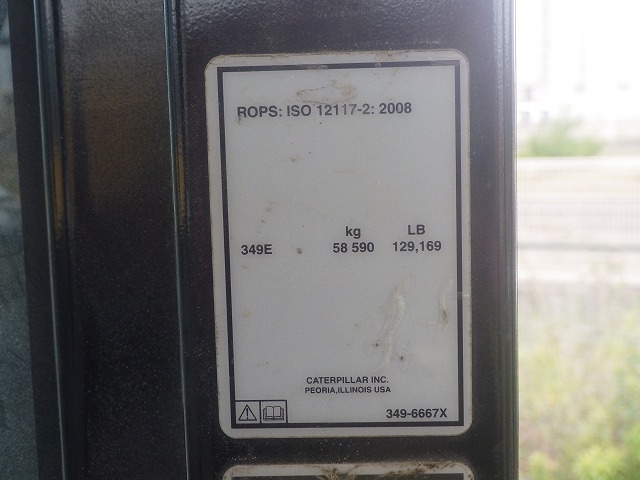 ROPS: ISO 12117-2: 2008
kg LB
349E 58 590 129,169
CATERPILLAR INC.
PEORIA,ILLINOIS USA
349-6667X